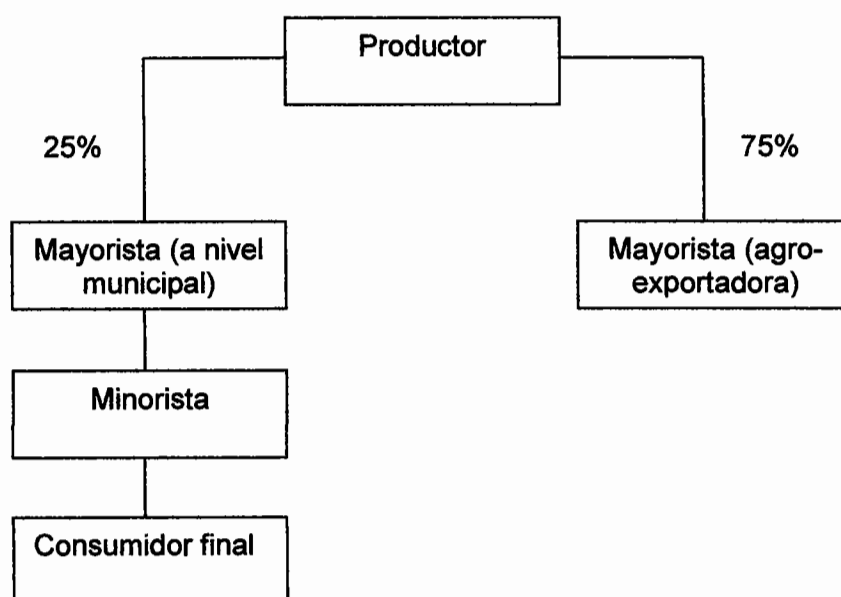 Productor
25%
75%
Mayorista (a nivel
municipal)
Mayorista (agro-
exportadora)
Minorista
Consumidor final